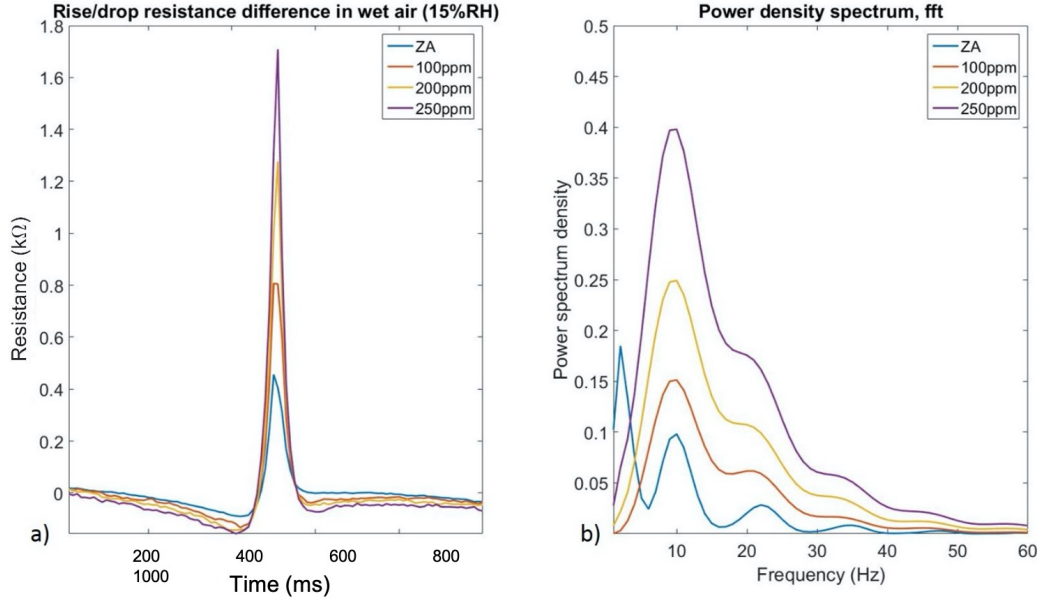 Rise/drop resistance difference in wet air (15%RH)
1.8
1.6
1.4
1.2
1
0.8
0.6
0.4
0.2
0
Resistance (kΩ)
ZA
100ppm
200ppm
250ppm
a)
200 400 600 800
1000
Time (ms)
Power density spectrum, fft
0.5
0.45
0.4
0.35
0.3
0.25
0.2
0.15
0.1
0.05
Power spectrum density
ZA
100ppm
200ppm
250ppm
b)
10 20 30 40 50 60
Frequency (Hz)